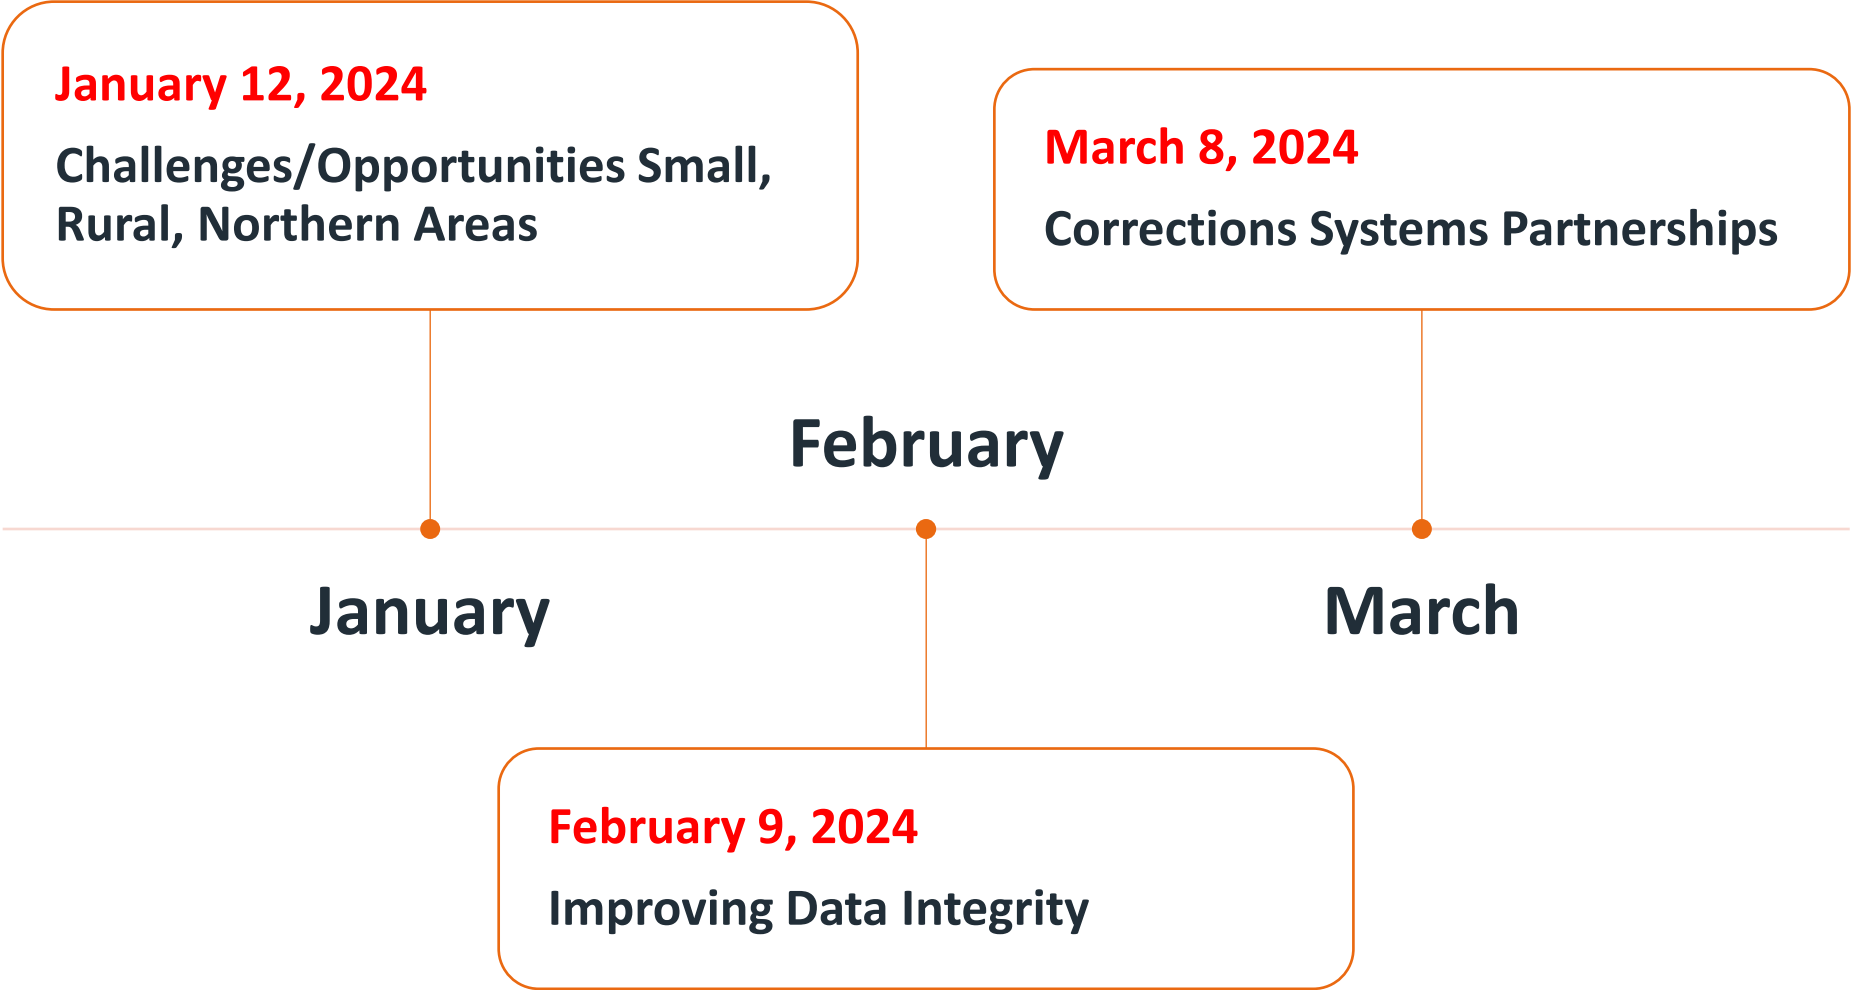 January 12, 2024
Challenges/Opportunities Small,
Rural, Northern Areas
March 8, 2024
Corrections Systems Partnerships
February
January
March
February 9, 2024
Improving Data Integrity